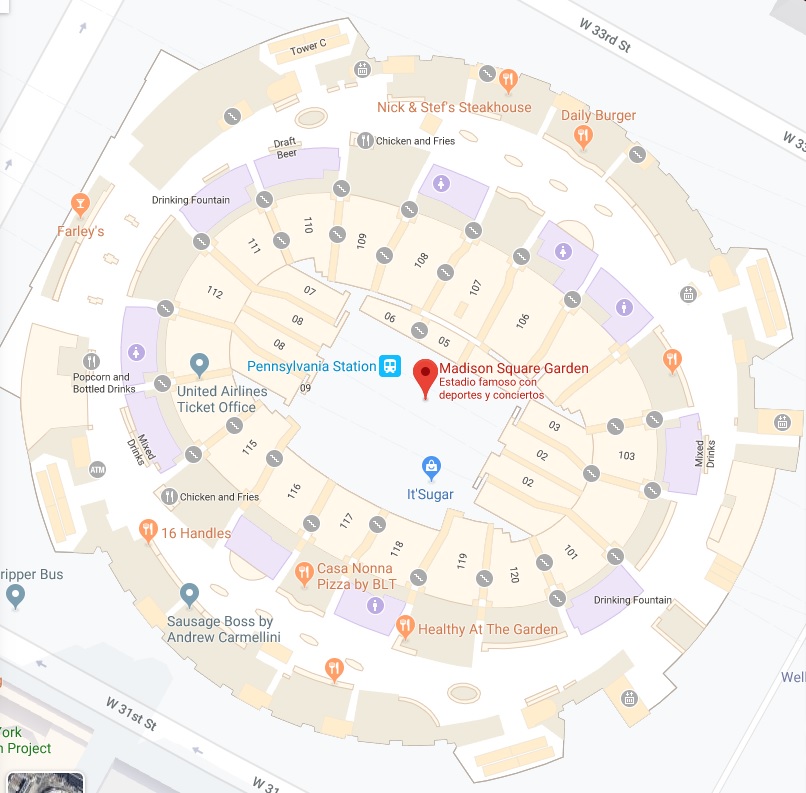 W 33rd St
Tower C
Nick & Stef's Steakhouse
Daily Burger
W 33
Draft
Beer
Chicken and Fries
Drinking Fountain
Farley's
110
111
109
108
107
112
07
106
08
06
05
08
Pennsylvania Station
Madison Square Garden
Estadio famoso con
deportes y conciertos
09
Popcorn and
Bottled Drinks
United Airlines
Ticket Office
03
Mixed
Drinks
115
02
103
Mixed
Drinks
ATM
02
116
It'Sugar
Chicken and Fries
117
16 Handles
118
119
120
101
ripper Bus
Casa Nonna
Pizza by BLT
Drinking Fountain
Sausage Boss by
Andrew Carmellini
Healthy At The Garden
Well
W 31st St
York
n Project
W 31